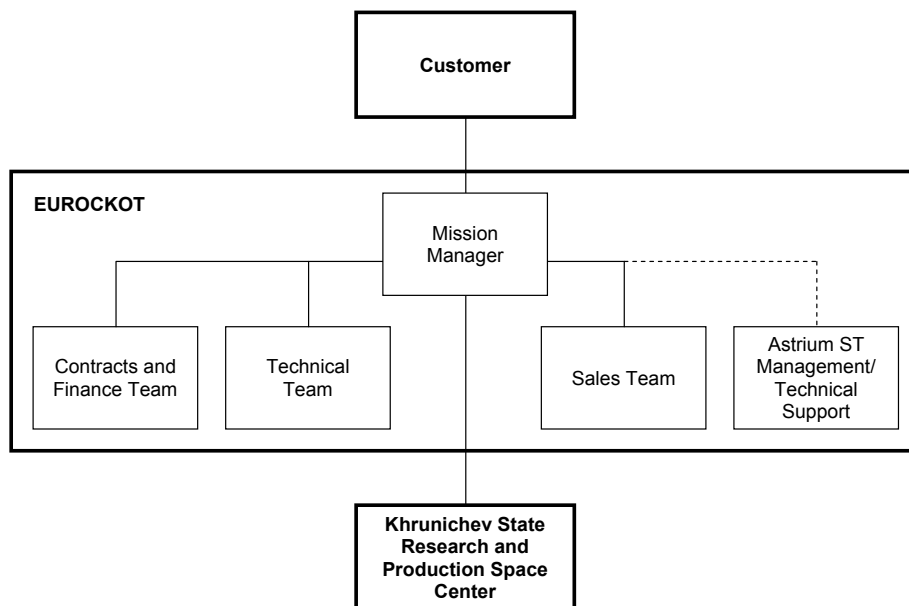 Customer
EUROCKOT
Mission
Manager
Contracts and
Finance Team
Technical
Team
Sales Team
Astrium ST
Management/
Technical
Support
Khrunichev State
Research and
Production Space
Center